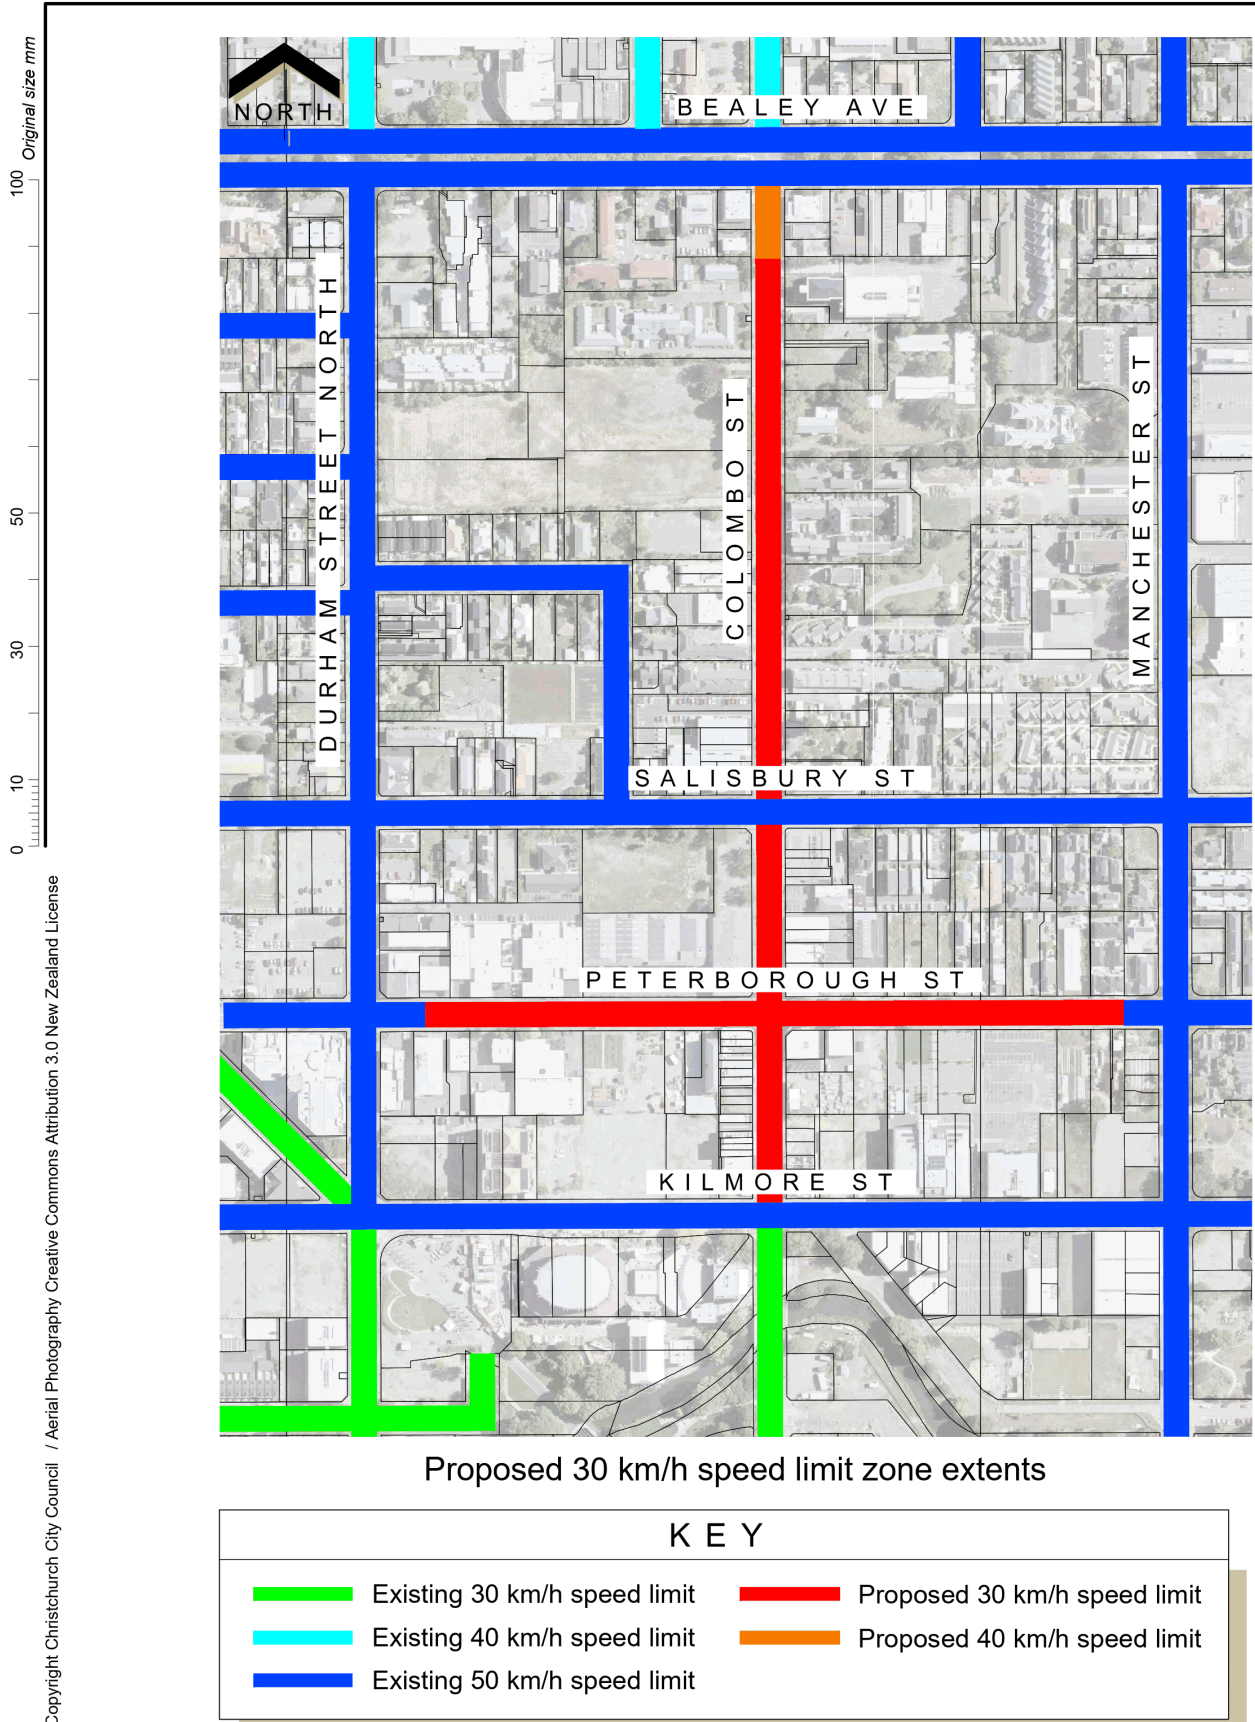 Original size mm
100
50
30
10
0
Copyright Christchurch City Council / Aerial Photography Creative Commons Attribution 3.0 New Zealand License
NORTH
BEALEY AVE
DURHAM STREET NORTH
COLOMBO ST
MANCHESTER ST
SALISBURY ST
PETERBOROUGH ST
KILMORE ST
Proposed 30 km/h speed limit zone extents
KEY
Existing 30 km/h speed limit
Proposed 30 km/h speed limit
Existing 40 km/h speed limit
Proposed 40 km/h speed limit
Existing 50 km/h speed limit